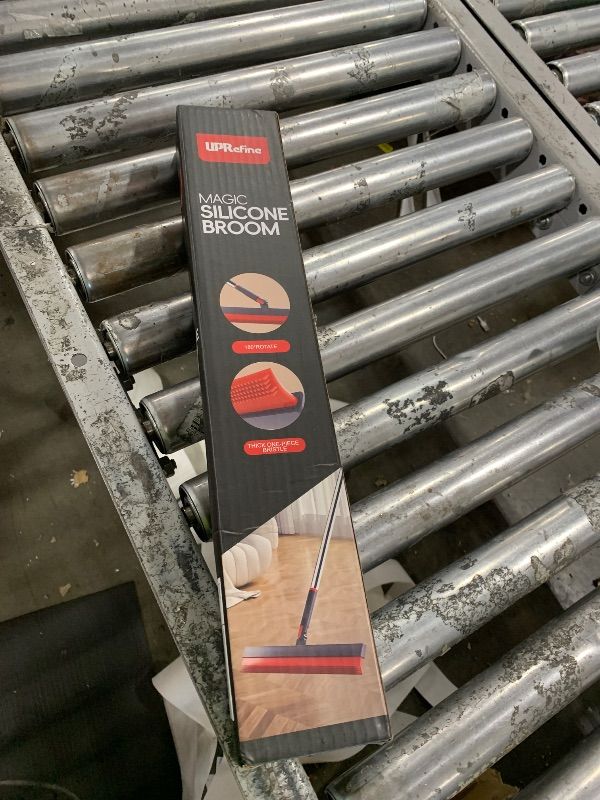 UPRefine
MAGIC
SILICONE
BROOM
180°ROTATE
THICK ONE-PIECE
BRISTLE